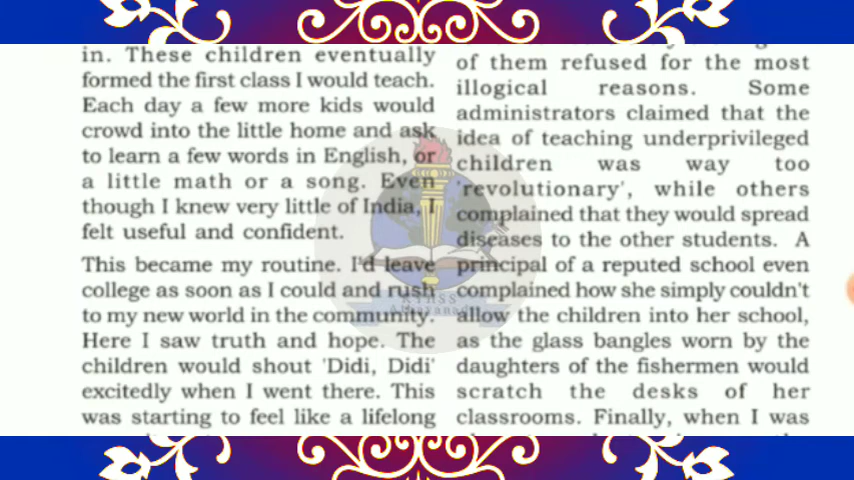 in. These children eventually
formed the first class I would teach.
Each day a few more kids would
crowd into the little home and ask
to learn a few words in English, or
a little math or a song. Even
though I knew very little of India, I
felt useful and confident.
This became my routine. I'd leave
college as soon as I could and rush
to my new world in the community.
Here I saw truth and hope. The
children would shout 'Didi, Didi'
excitedly when I went there. This
was starting to feel like a lifelong
of them refused for the most
illogical reasons. Some
administrators claimed that the
idea of teaching underprivileged
children was way too
'revolutionary', while others
complained that they would spread
diseases to the other students. A
principal of a reputed school even
complained how she simply couldn't
allow the children into her school,
as the glass bangles worn by the
daughters of the fishermen would
scratch the desks of her
classrooms. Finally, when I was